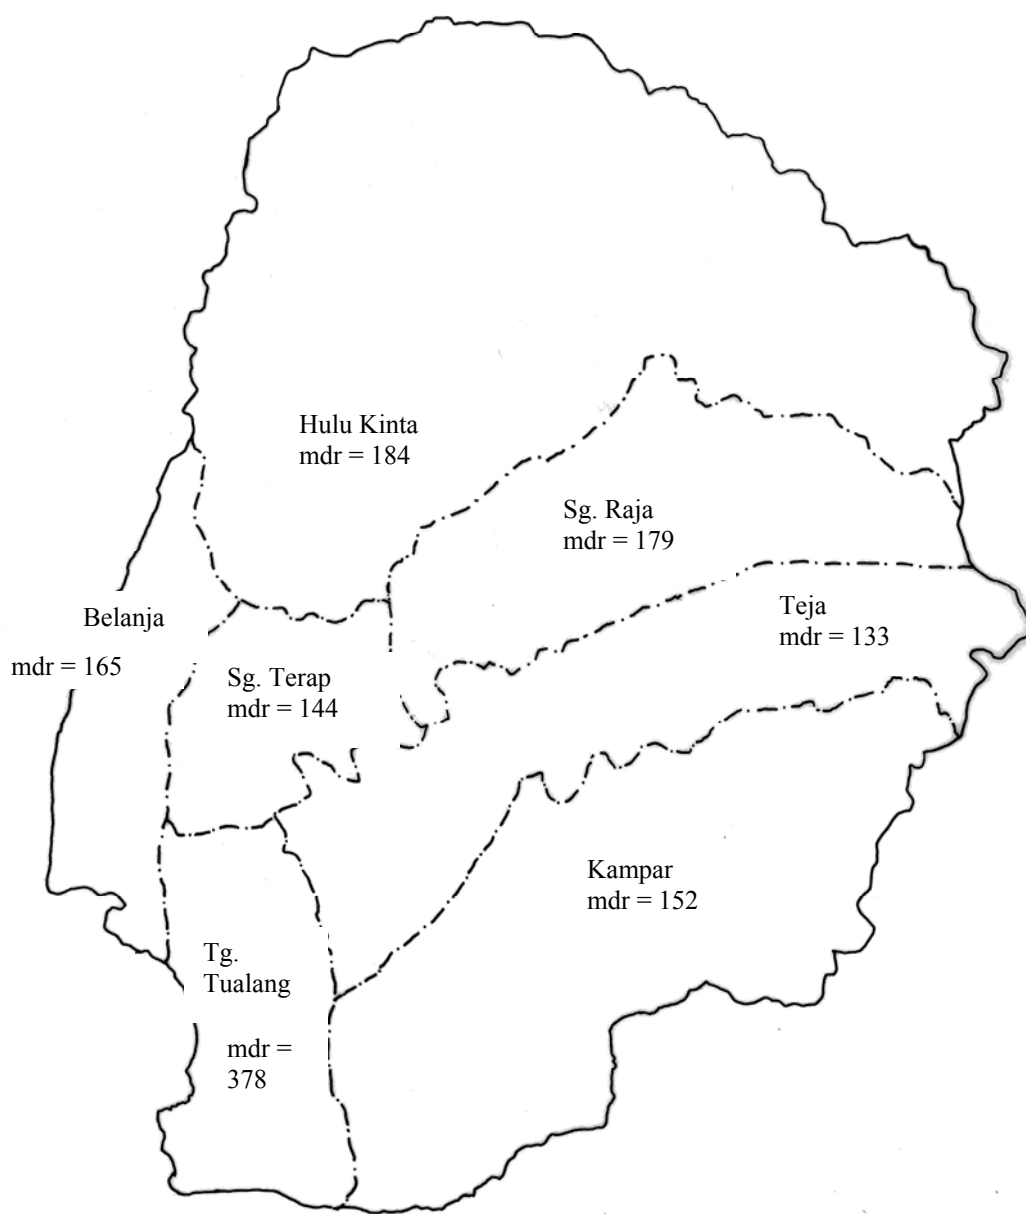 Hulu Kinta
mdr = 184
Sg. Raja
mdr = 179
Teja
mdr = 133
Belanja
mdr = 165
Sg. Terap
mdr = 144
Kampar
mdr = 152
Tg.
Tualang
mdr =
378